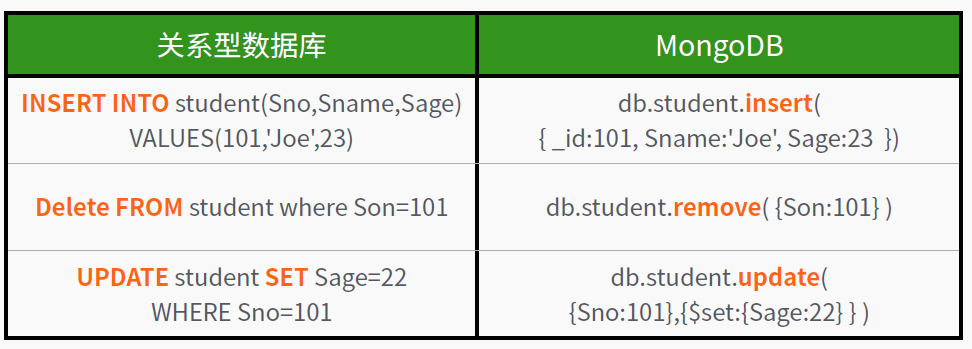 关系型数据库
MongoDB
INSERT INTO student(Sno,Sname,Sage)
VALUES(101,'Joe',23)
db.student.insert(
{ _id:101, Sname:'Joe', Sage:23 })
Delete FROM student where Son=101
db.student.remove( {Son:101} )
UPDATE student SET Sage=22
WHERE Sno=101
db.student.update(
{Sno:101},{$set:{Sage:22} } )